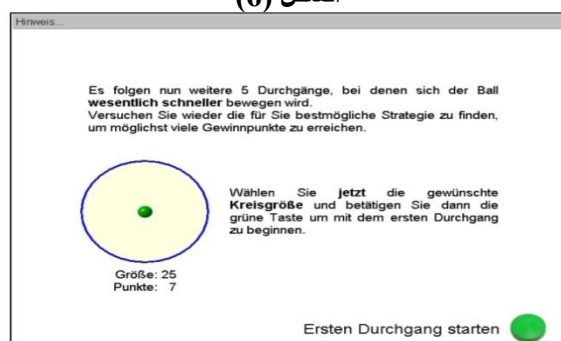 الشكل (6)
Hinweis...
Es folgen nun weitere 5 Durchgänge, bei denen sich der Ball
wesentlich schneller bewegen wird.
Versuchen Sie wieder die für Sie bestmögliche Strategie zu finden,
um möglichst viele Gewinnpunkte zu erreichen.
Wählen Sie jetzt die gewünschte
Kreisgröße und betätigen Sie dann die
grüne Taste um mit dem ersten Durchgang
zu beginnen.
Größe: 25
Punkte: 7
Ersten Durchgang starten